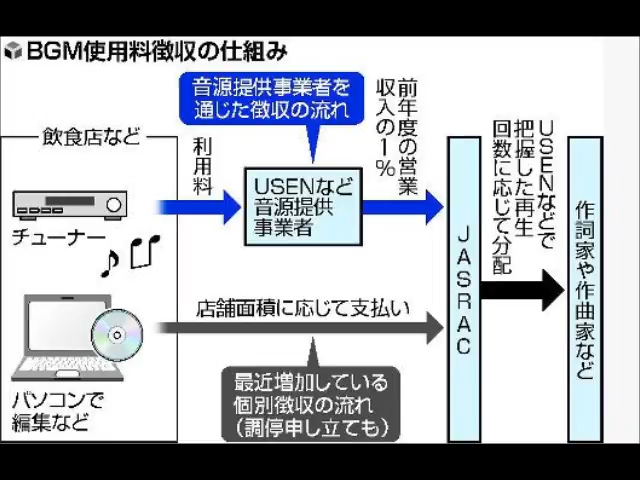 BGM使用料徴収の仕組み
音源提供事業者を
通じた徴収の流れ
飲食店など
利用料
前年度の営業
収入の1%
USENなど
音源提供
事業者
チューナー
JASRAC
USENなどで
把握した再生
回数に応じて分配
作詞家や作曲家など
店舗面積に応じて支払い
パソコンで
編集など
最近増加している
個別徴収の流れ
(調停申し立ても)